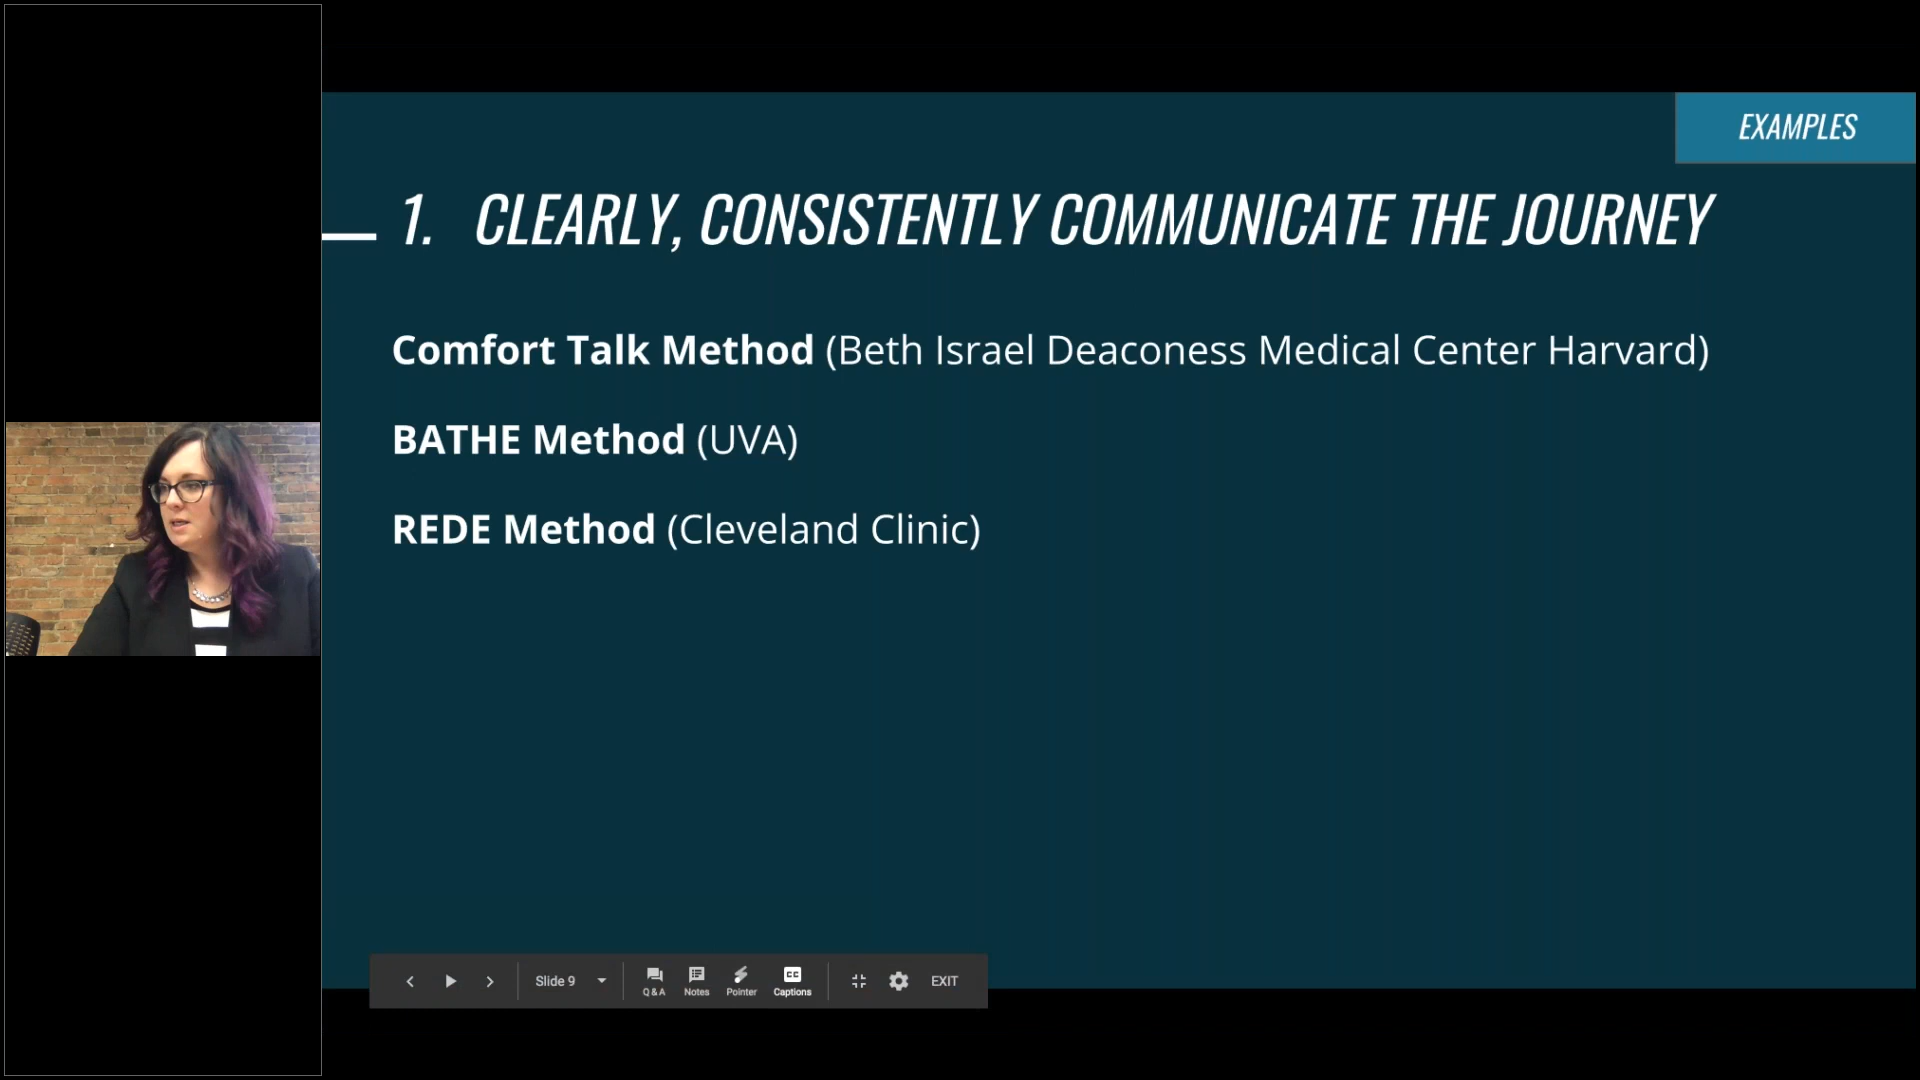 EXAMPLES
1. CLEARLY, CONSISTENTLY COMMUNICATE THE JOURNEY
Comfort Talk Method (Beth Israel Deaconess Medical Center Harvard)
BATHE Method (UVA)
REDE Method (Cleveland Clinic)
Slide 9
Q & A
Notes
Pointer
CC
Captions
EXIT